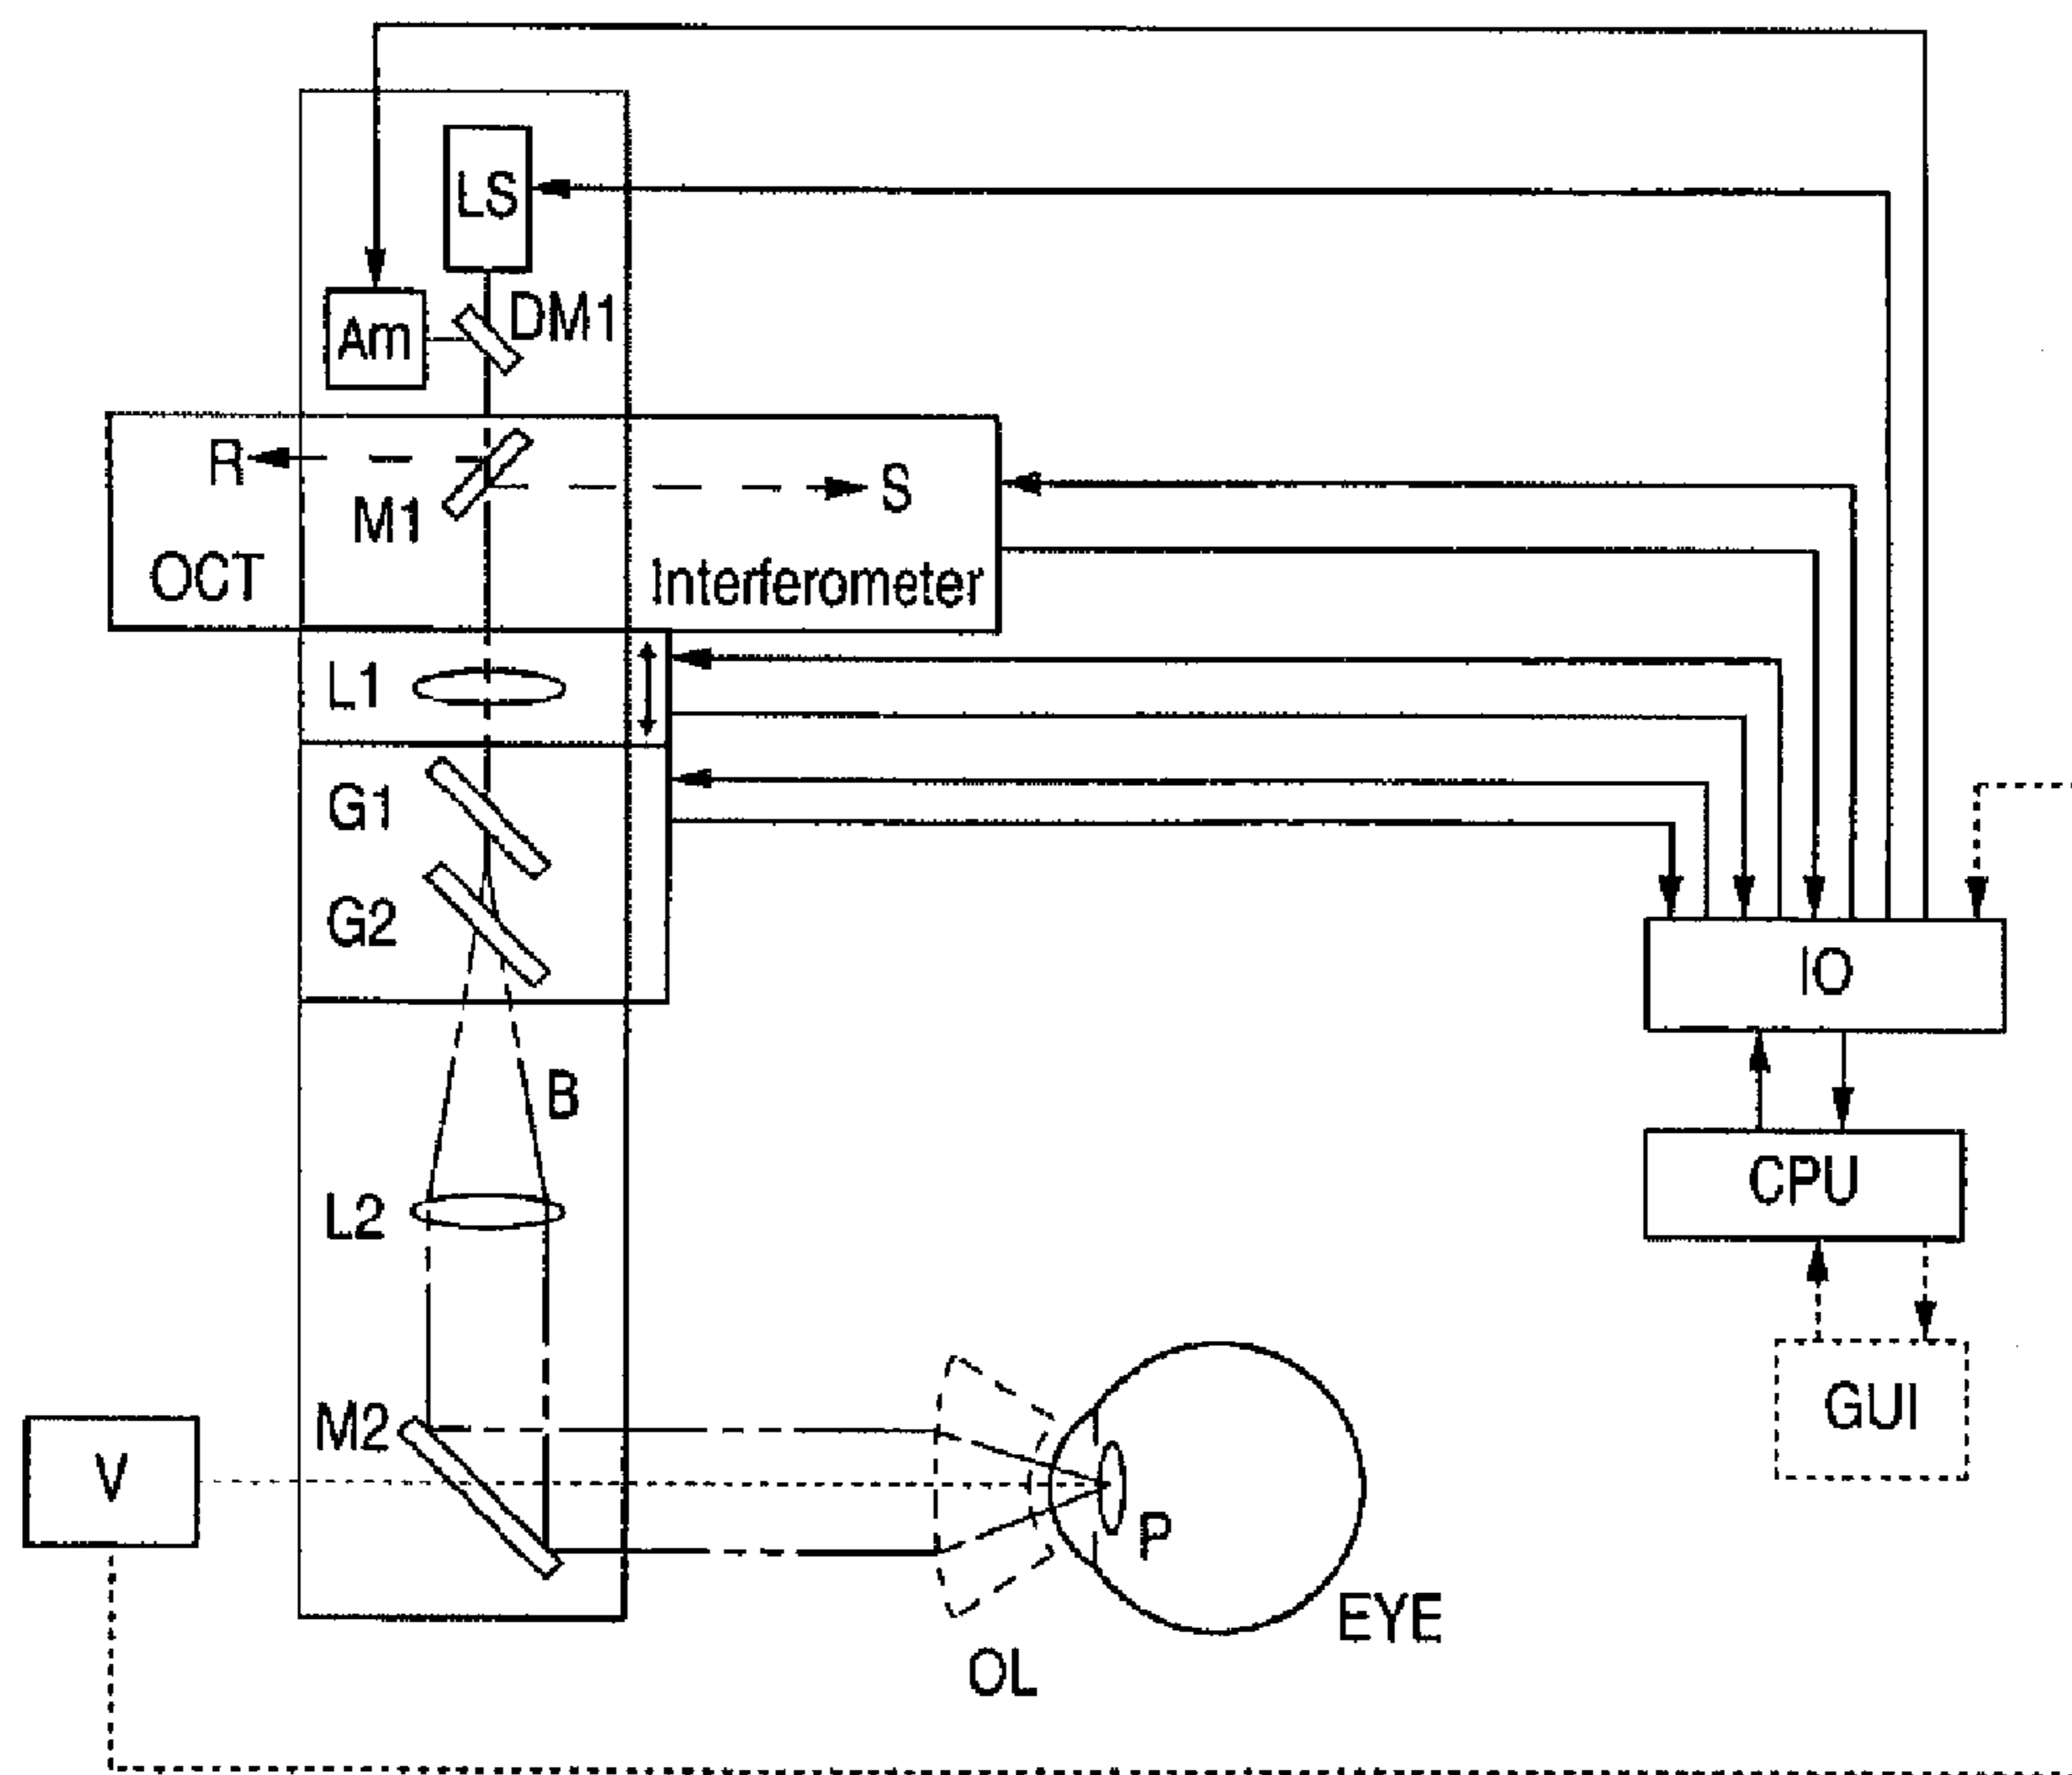 LS
DM1
Am
R
S
M1
OCT
Interferometer
L1
G1
G2
IO
B
CPU
L2
GUI
M2
V
P
EYE
OL